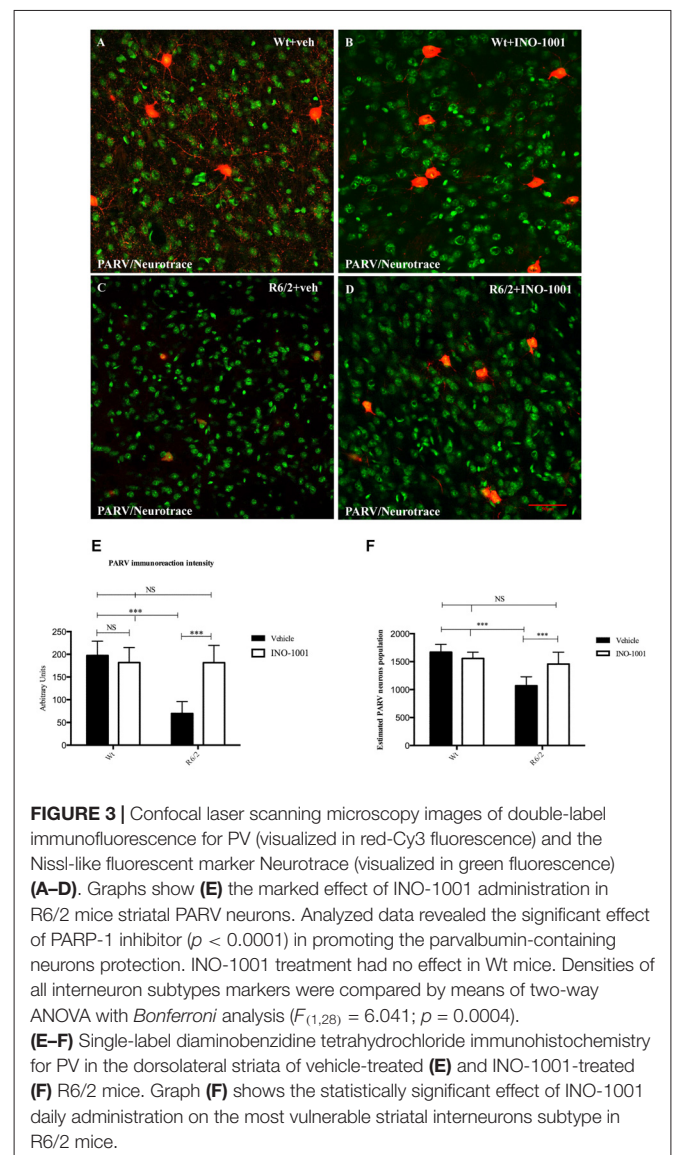 A
Wt+veh
B
Wt+INO-1001
PARV/Neurotrace
PARV/Neurotrace
C
R6/2+veh
D
R6/2+INO-1001
PARV/Neurotrace
PARV/Neurotrace
E
PARV immunoreaction intensity
NS
***
NS
***
Vehicle
INO-1001
Arbitrary Units
250
200
150
100
50
0
Wt
R6/2
F
NS
***
***
Vehicle
INO-1001
Estimated PARV neurons population
2000
1500
1000
500
0
Wt
R6/2
FIGURE 3 | Confocal laser scanning microscopy images of double-label
immunofluorescence for PV (visualized in red-Cy3 fluorescence) and the
Nissl-like fluorescent marker Neurotrace (visualized in green fluorescence)
(A–D). Graphs show (E) the marked effect of INO-1001 administration in
R6/2 mice striatal PARV neurons. Analyzed data revealed the significant effect
of PARP-1 inhibitor (p < 0.0001) in promoting the parvalbumin-containing
neurons protection. INO-1001 treatment had no effect in Wt mice. Densities of
all interneuron subtypes markers were compared by means of two-way
ANOVA with Bonferroni analysis (F(1,28) = 6.041; p = 0.0004).
(E–F) Single-label diaminobenzidine tetrahydrochloride immunohistochemistry
for PV in the dorsolateral striata of vehicle-treated (E) and INO-1001-treated
(F) R6/2 mice. Graph (F) shows the statistically significant effect of INO-1001
daily administration on the most vulnerable striatal interneurons subtype in
R6/2 mice.